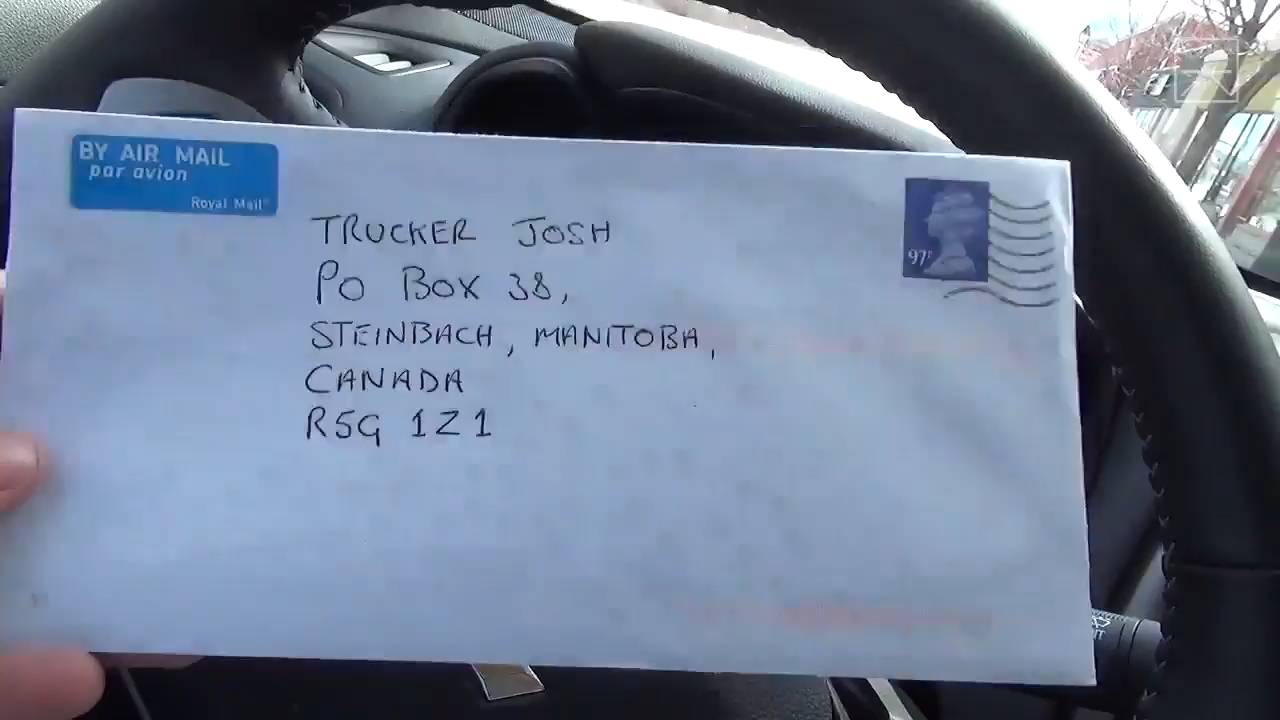 BY AIR MAIL
par avion
Royal Mail
TRUCKER JOSH
PO BOX 38,
STEINBACH, MANITOBA,
CANADA
R5G 1Z1
97P